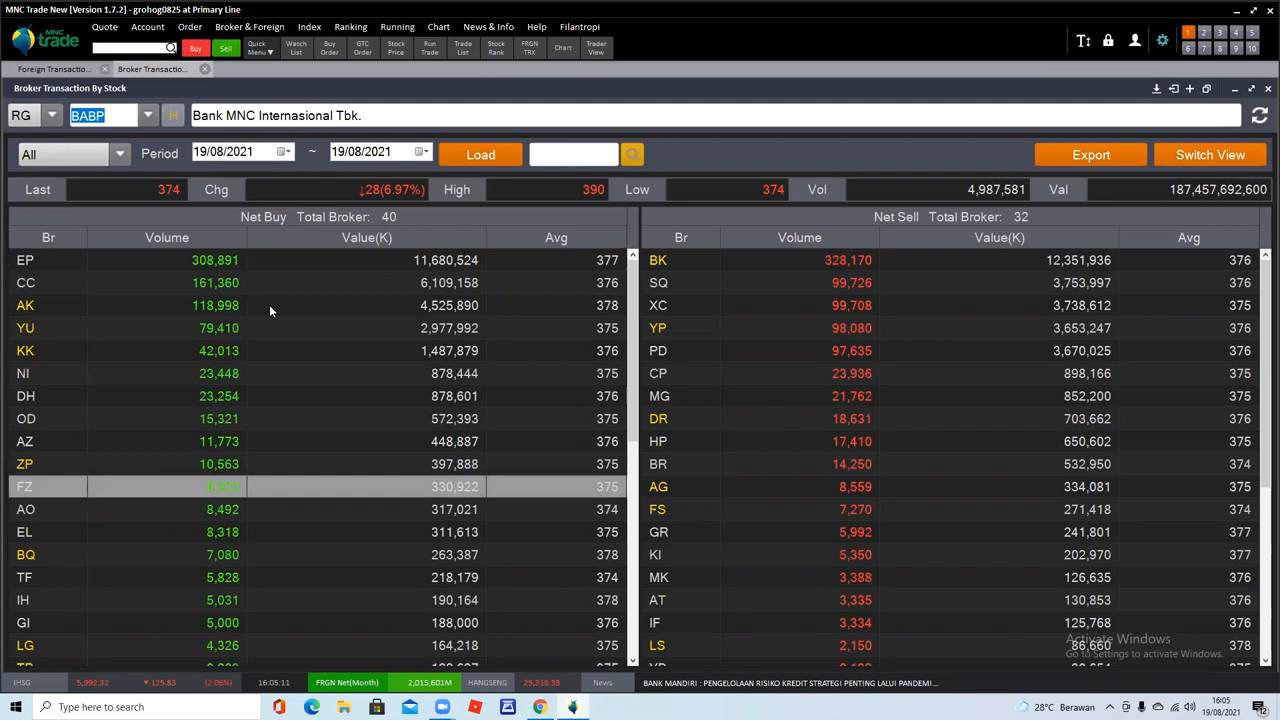 MNC Trade New [Version 1.7.2] - grohog0825 at Primary Line
Quote Account Order Broker & Foreign Index Ranking Running Chart News & Info Help Filantropi
MNC trade Buy Sell Quick Menu ▼ Watch List Buy Order GTC Order Stock Price Run Trade Trade List Stock Rank FRGN TRX Chart Trader View 1 2 3 4 5 6 7 8 9 10
Foreign Transactio... Broker Transactio...
Broker Transaction By Stock
RG BABP H Bank MNC Internasional Tbk.
All Period 19/08/2021 ~ 19/08/2021 Load Export Switch View
Last 374 Chg ↓28(6.97%) High 390 Low 374 Vol 4,987,581 Val 187,457,692,600
Net Buy Total Broker: 40 Net Sell Total Broker: 32
Br Volume Value(K) Avg Br Volume Value(K) Avg
EP 308,891 11,680,524 377 BK 328,170 12,351,936 376
CC 161,360 6,109,158 376 SQ 99,726 3,753,997 376
AK 118,998 4,525,890 378 XC 99,708 3,738,612 375
YU 79,410 2,977,992 375 YP 98,080 3,653,247 376
KK 42,013 1,487,879 376 PD 97,635 3,670,025 376
NI 23,448 878,444 375 CP 23,936 898,166 375
DH 23,254 878,601 376 MG 21,762 852,200 375
OD 15,321 572,393 375 DR 18,631 703,662 376
AZ 11,773 448,887 376 HP 17,410 650,602 375
ZP 10,563 397,888 375 BR 14,250 532,950 374
FZ 330,922 375 AG 8,559 334,081 375
AO 8,492 317,021 374 FS 7,270 271,418 374
EL 8,318 311,613 375 GR 5,992 241,801 377
BQ 7,080 263,387 378 KI 5,350 202,970 377
TF 5,828 218,179 374 MK 3,388 126,635 375
IH 5,031 190,164 378 AT 3,335 130,853 376
GI 5,000 188,000 376 IF 3,334 125,768 376
LG 4,326 164,218 375 LS 2,150 86,660 378
Activate Windows
Go to Settings to activate Windows.
IHSG 5,992.32 ▼ 125.83 (2.06%) 16:05:11 FRGN Net(Month) 2,015,601M HANGSENG 25,316.33 News BANK MANDIRI : PENGELOLAAN RISIKO KREDIT STRATEGI PENTING LALUI PANDEMI...
Type here to search 28°C Berawan 16:05
19/08/2021 12